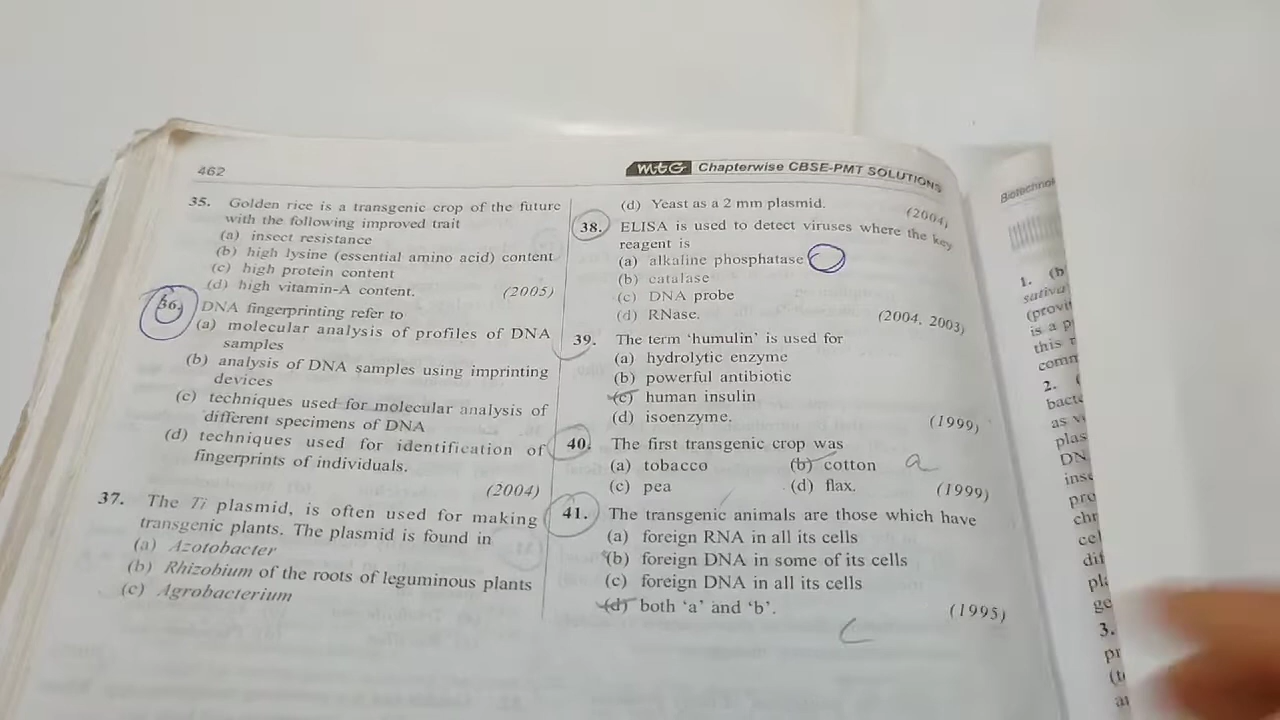 462
mtG Chapterwise CBSE-PMT SOLUTIONS
35. Golden rice is a transgenic crop of the future
with the following improved trait
(a) insect resistance
(b) high lysine (essential amino acid) content
(c) high protein content
(d) high vitamin-A content. (2005)
36. DNA fingerprinting refer to
(a) molecular analysis of profiles of DNA
samples
(b) analysis of DNA samples using imprinting
devices
(c) techniques used for molecular analysis of
different specimens of DNA
(d) techniques used for identification of
fingerprints of individuals.
(2004)
37. The Ti plasmid, is often used for making
transgenic plants. The plasmid is found in
(a) Azotobacter
(b) Rhizobium of the roots of leguminous plants
(c) Agrobacterium
(d) Yeast as a 2 mm plasmid.
(2004)
38. ELISA is used to detect viruses where the key
reagent is
(a) alkaline phosphatase
(b) catalase
(c) DNA probe
(d) RNase. (2004, 2003)
39. The term ‘humulin’ is used for
(a) hydrolytic enzyme
(b) powerful antibiotic
(c) human insulin
(d) isoenzyme. (1999)
40. The first transgenic crop was
(a) tobacco (b) cotton a
(c) pea (d) flax. (1999)
41. The transgenic animals are those which have
(a) foreign RNA in all its cells
(b) foreign DNA in some of its cells
(c) foreign DNA in all its cells
(d) both ‘a’ and ‘b’. (1995)
C
1. (b
sativa
is a p
this
2.
as
DN
3.